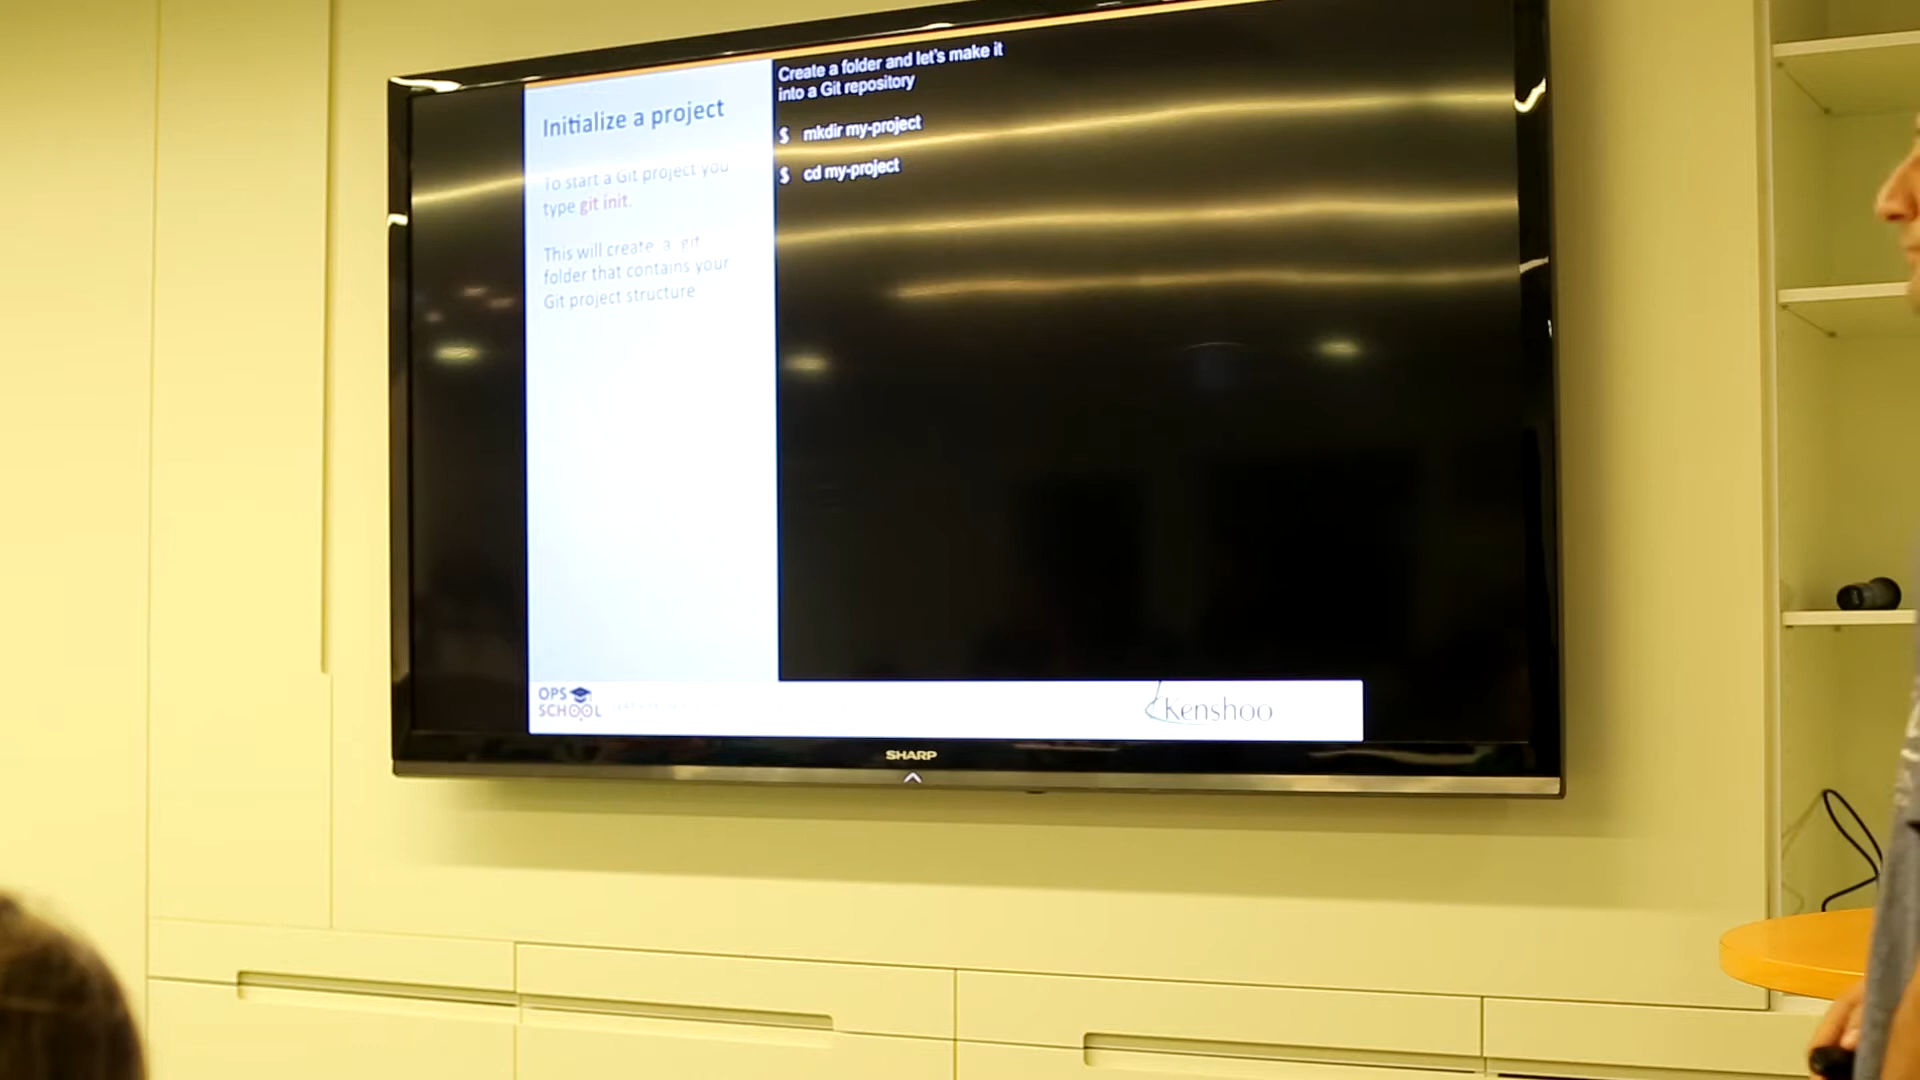 Initialize a project
To start a Git project you
type git init.
This will create a .git
folder that contains your
Git project structure
Create a folder and let's make it
into a Git repository
$ mkdir my-project
$ cd my-project
OPS
SCHOOL
Kenshoo
SHARP